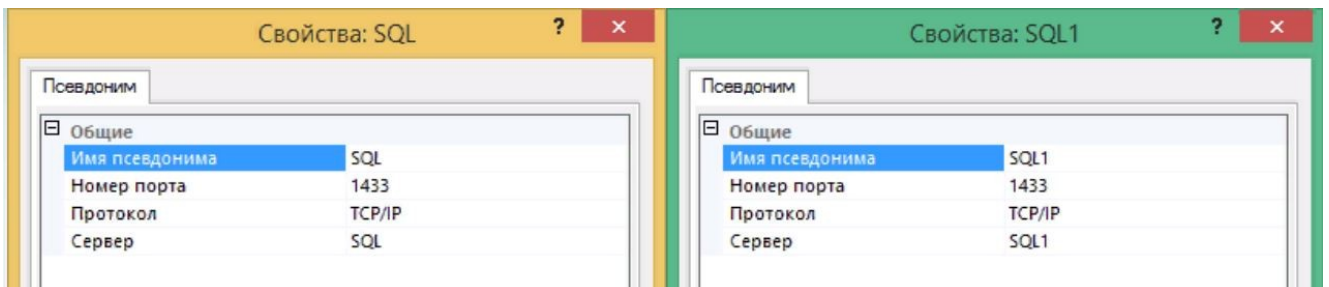 Свойства: SQL ? ×
Псевдоним
Общие
Имя псевдонима SQL
Номер порта 1433
Протокол TCP/IP
Сервер SQL
Свойства: SQL1 ? ×
Псевдоним
Общие
Имя псевдонима SQL1
Номер порта 1433
Протокол TCP/IP
Сервер SQL1